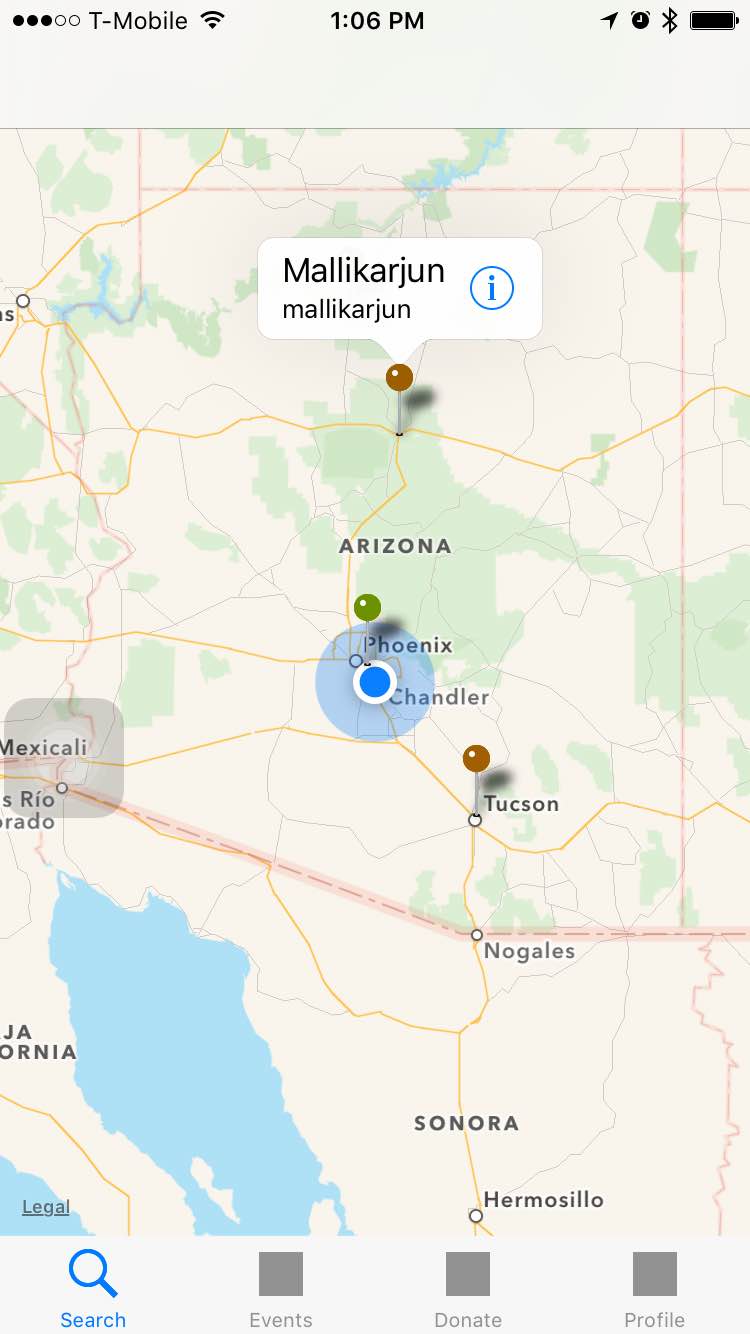 T-Mobile 1:06 PM
as
Mallikarjun
mallikarjun
ARIZONA
Phoenix
Chandler
Mexicali
s Río
orado
Tucson
Nogales
JA
ORNIA
SONORA
Hermosillo
Legal
Search Events Donate Profile